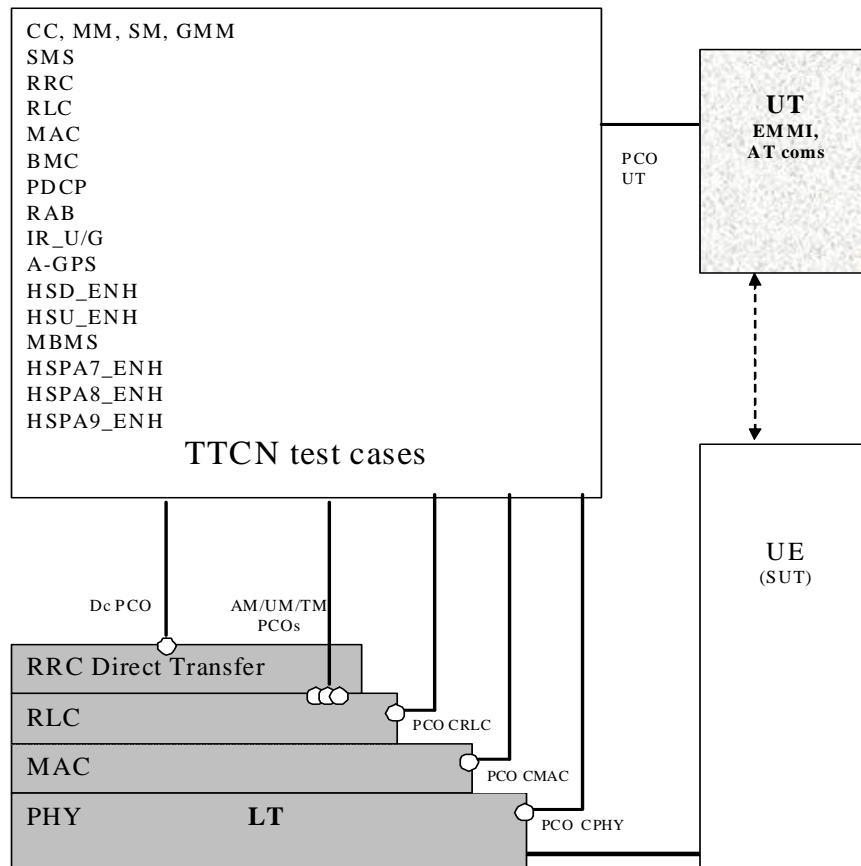 CC, MM, SM, GMM
SMS
RRC
RLC
MAC
BMC
PDCP
RAB
IR_U/G
A-GPS
HSD_ENH
HSU_ENH
MBMS
HSPA7_ENH
HSPA8_ENH
HSPA9_ENH
TTCN test cases
PCO
UT
UT
EMMI,
AT coms
UE
(SUT)
Dc PCO
AM/UM/TM
PCOs
RRC Direct Transfer
RLC
PCO CRLC
MAC
PCO CMAC
PHY LT
PCO CPHY